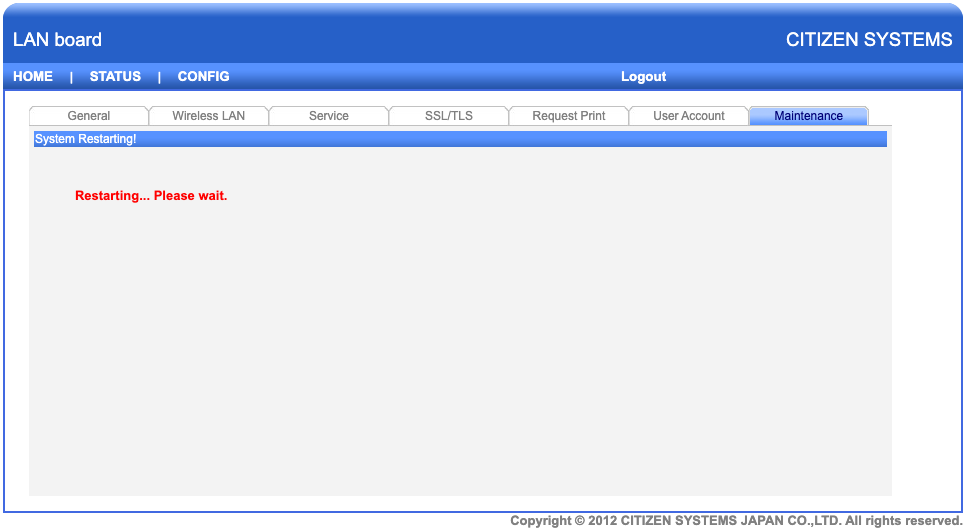 LAN board CITIZEN SYSTEMS
HOME | STATUS | CONFIG Logout
General Wireless LAN Service SSL/TLS Request Print User Account Maintenance
System Restarting!
Restarting... Please wait.
Copyright © 2012 CITIZEN SYSTEMS JAPAN CO.,LTD. All rights reserved.